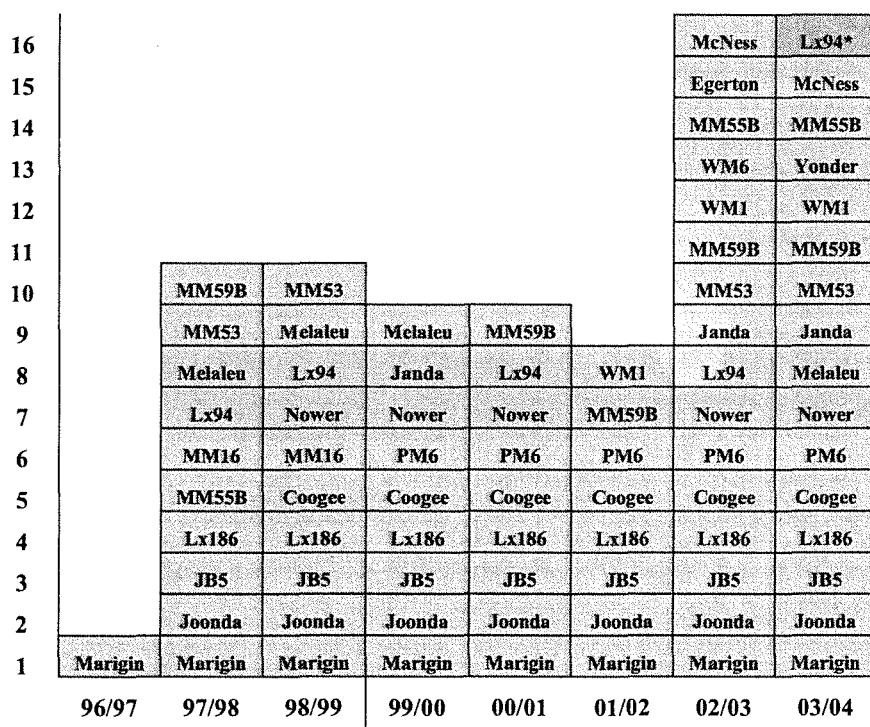 16 McNess Lx94*
15 Egerton McNess
14 MM55B MM55B
13 WM6 Yonder
12 WM1 WM1
11 MM59B MM59B
10 MM59B MM53 MM53 MM53
9 MM53 Melaleu Melaleu MM59B Janda Janda
8 Melaleu Lx94 Janda Lx94 WM1 Lx94 Melaleu
7 Lx94 Nower Nower Nower MM59B Nower Nower
6 MM16 MM16 PM6 PM6 PM6 PM6 PM6
5 MM55B Coogee Coogee Coogee Coogee Coogee Coogee
4 Lx186 Lx186 Lx186 Lx186 Lx186 Lx186 Lx186
3 JB5 JB5 JB5 JB5 JB5 JB5 JB5
2 Joonda Joonda Joonda Joonda Joonda Joonda Joonda
1 Marigin Marigin Marigin Marigin Marigin Marigin Marigin Marigin
96/97 97/98 98/99 99/00 00/01 01/02 02/03 03/04